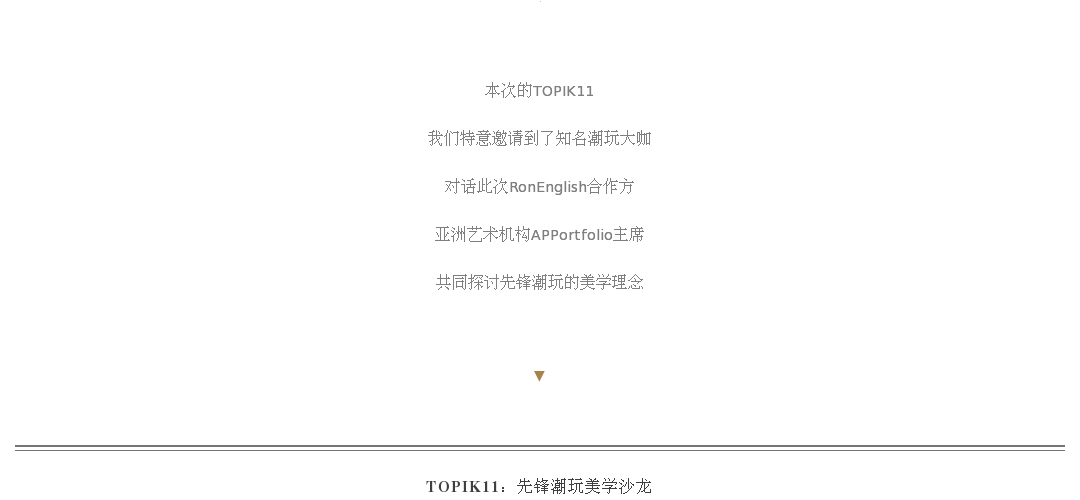 本次的TOPIK11
我们特意邀请到了知名潮玩大咖
对话此次RonEnglish合作方
亚洲艺术机构APPortfolio主席
共同探讨先锋潮玩的美学理念
▼
TOPIK11：先锋潮玩美学沙龙